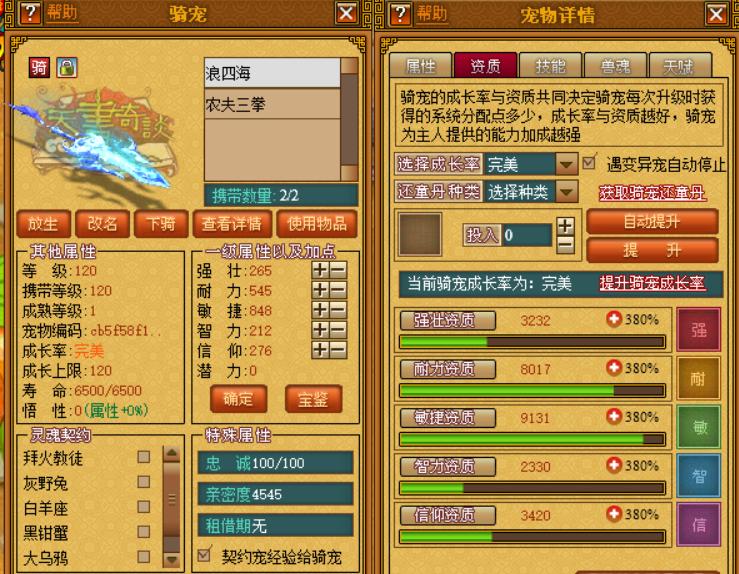 帮助
骑宠
骑
浪四海
农夫三拳
携带数量:2/2
放生
改名
下骑
查看详情
使用物品
其他属性
等 级:120
携带等级:120
成熟等级:1
宠物编码:cb5f58f1..
成长率:完美
成长上限:120
寿 命:6500/6500
悟 性:0(属性+0%)
一级属性以及加点
强 壮:265
耐 力:545
敏 捷:848
智 力:212
信 仰:276
潜 力:0
确定
宝鉴
灵魂契约
拜火教徒
灰野兔
白羊座
黑钳蟹
大乌鸦
特殊属性
忠 诚100/100
亲密度4545
租借期无
契约宠经验给骑宠
帮助
宠物详情
属性
资质
技能
兽魂
天赋
骑宠的成长率与资质共同决定骑宠每次升级时获
得的系统分配点多少，成长率与资质越好，骑宠
为主人提供的能力加成越强
选择成长率 完美
遇变异宠自动停止
还童丹种类 选择种类
获取骑宠还童丹
投入 0
自动提升
提 升
当前骑宠成长率为：完美
提升骑宠成长率
强壮资质 3232 380% 强
耐力资质 8017 380% 耐
敏捷资质 9131 380% 敏
智力资质 2330 380% 智
信仰资质 3420 380% 信